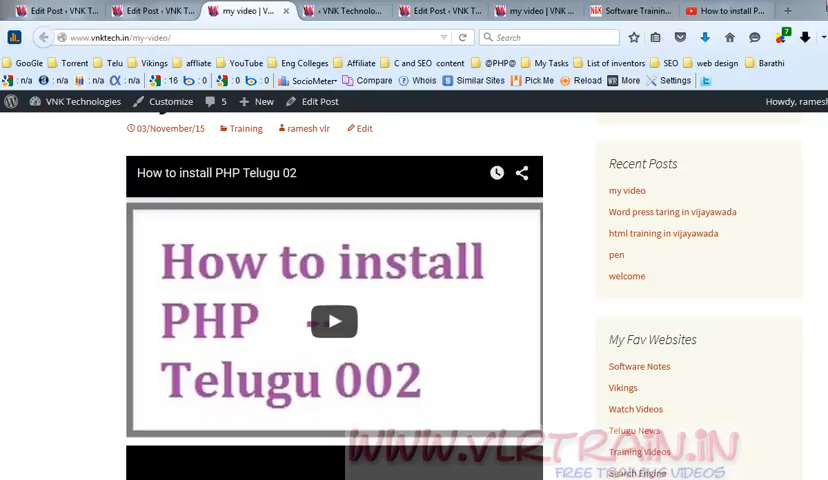 Edit Post ‹ VNK T...
Edit Post ‹ VNK T...
my video | V...
‹ VNK Technolo...
Edit Post ‹ VNK T...
my video | VNK ...
Software Trainin...
How to install P...
www.vnktech.in/my-video/
Search
7
GooGle
Torrent
Telu
Vikings
affliate
YouTube
Eng Colleges
Affiliate
C and SEO content
@PHP@
My Tasks
List of inventors
SEO
web design
Barathi
: n/a
: n/a
: n/a
: n/a
: 16
: 0
: 0
: 0
SocioMeter
Compare
Whois
Similar Sites
Pick Me
Reload
More
Settings
VNK Technologies
Customize
5
New
Edit Post
Howdy, ramesh
03/November/15
Training
ramesh vlr
Edit
How to install PHP Telugu 02
How to install
PHP --
Telugu 002
Recent Posts
my video
Word press taring in vijayawada
html training in vijayawada
pen
welcome
My Fav Websites
Software Notes
Vikings
Watch Videos
Telugu News
Training Videos
Search Engine
WWW.VLRTRAIN.IN
FREE TRAINING VIDEOS